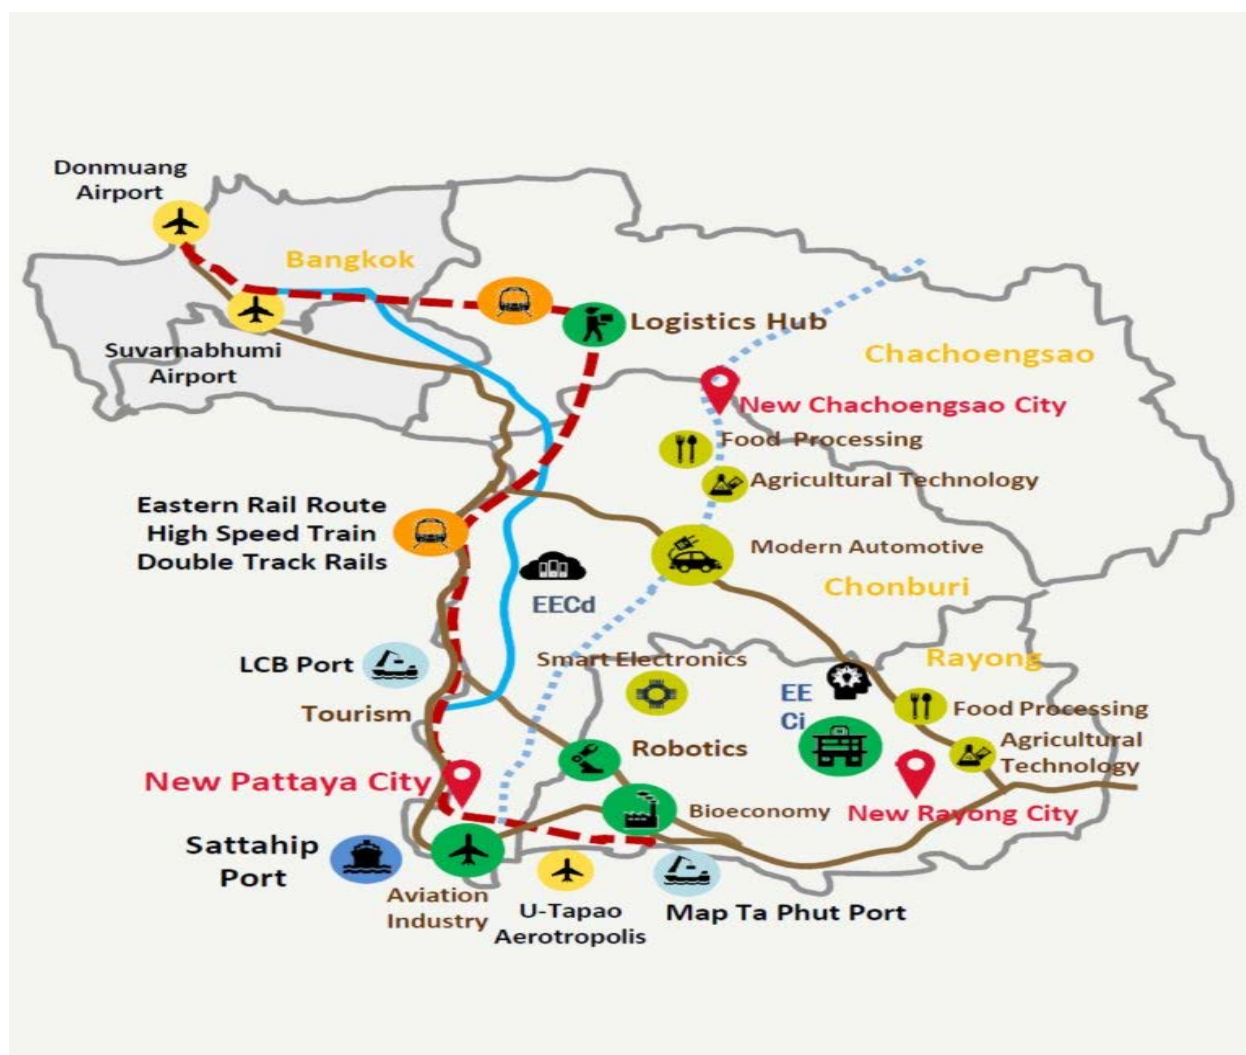 Donmuang
Airport
Bangkok
Logistics Hub
Suvarnabhumi
Airport
Chachoengsao
New Chachoengsao City
Food Processing
Agricultural Technology
Eastern Rail Route
High Speed Train
Double Track Rails
Modern Automotive
Chonburi
EECd
LCB Port
Smart Electronics
Rayong
EE
Ci
Tourism
Food Processing
Robotics
Agricultural
Technology
New Pattaya City
Bioeconomy
New Rayong City
Sattahip
Port
Aviation
Industry
U-Tapao
Aerotropolis
Map Ta Phut Port